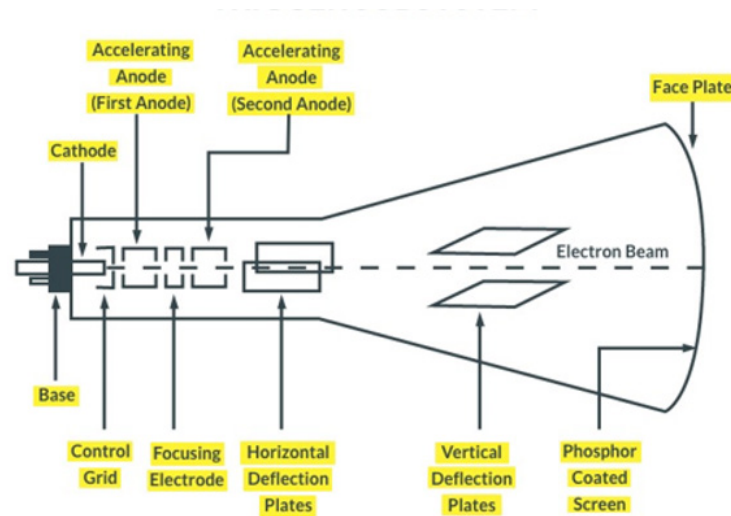 Accelerating
Anode
(First Anode)
Accelerating
Anode
(Second Anode)
Face Plate
Cathode
Electron Beam
Base
Control
Grid
Focusing
Electrode
Horizontal
Deflection
Plates
Vertical
Deflection
Plates
Phosphor
Coated
Screen